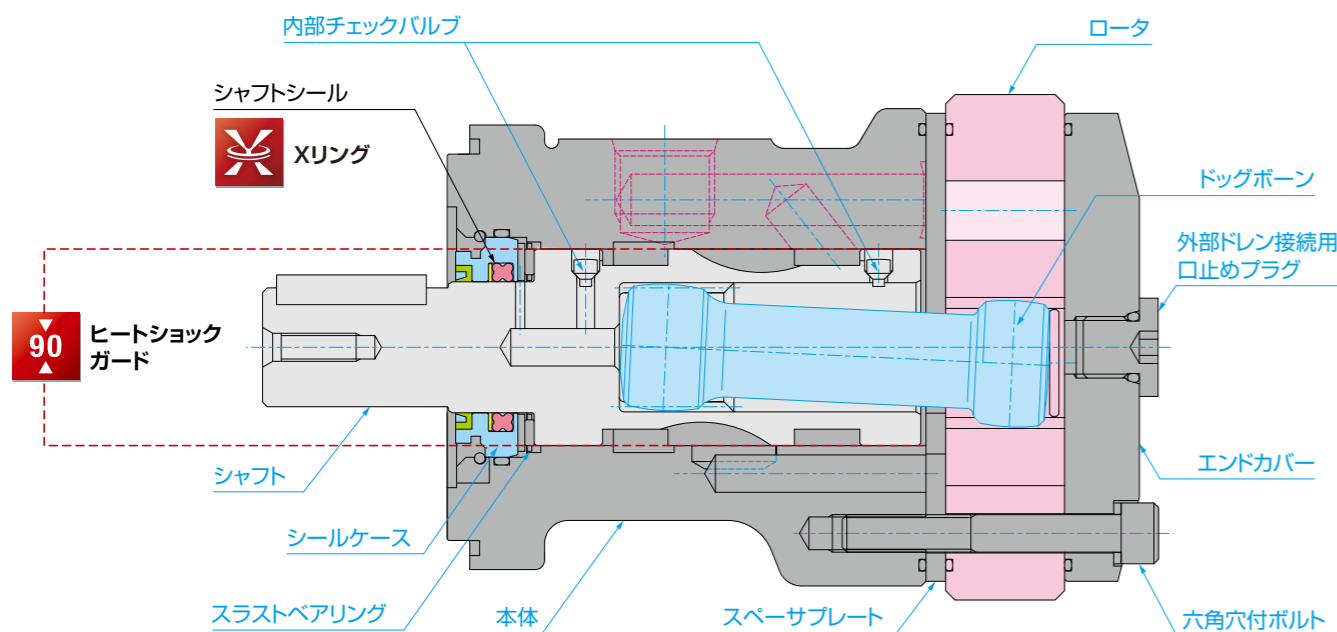 内部チェックバルブ
ロータ
シャフトシール
Xリング
ドッグボーン
外部ドレン接続用
口止めプラグ
90
ヒートショック
ガード
シャフト
エンドカバー
シールケース
スラストベアリング
本体
スペーサプレート
六角穴付ボルト